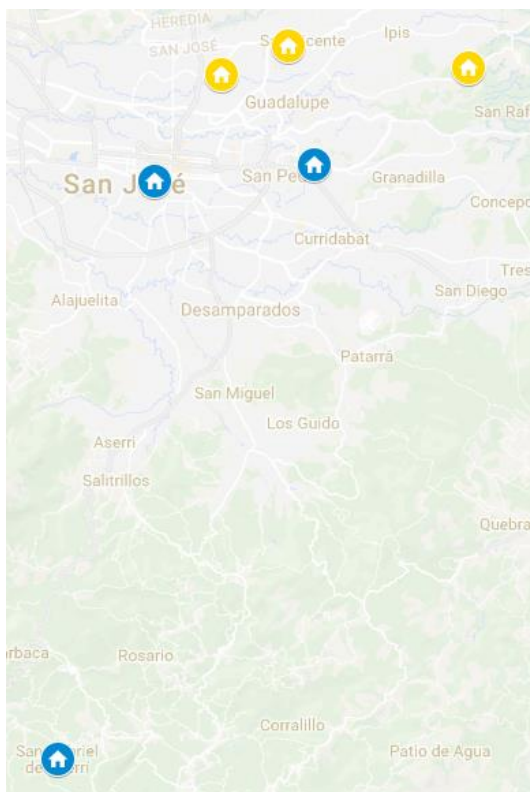 HEREDIA
SAN JOSÉ
Ipis
Guadalupe
San Raf
San José
Granadilla
Concepc
Curridabat
Tres
San Diego
Alajuelita
Desamparados
Patarrá
San Miguel
Los Guido
Aserri
Salitrillos
Quebra
rbaca
Rosario
Corralillo
Patio de Agua